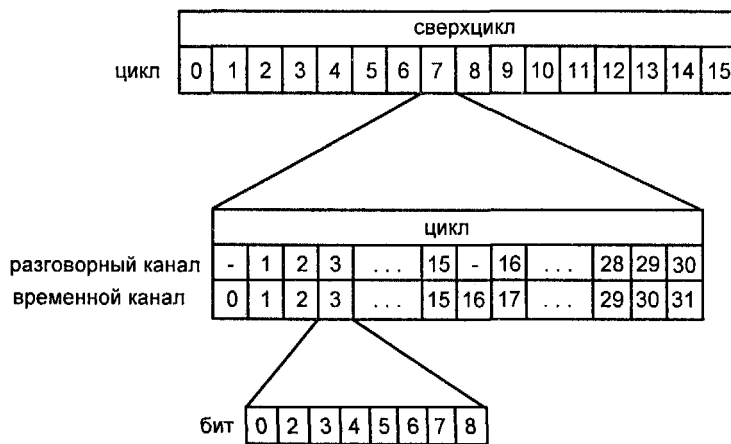 сверхцикл
цикл 0 1 2 3 4 5 6 7 8 9 10 11 12 13 14 15
цикл
разговорный канал - 1 2 3 ... 15 - 16 ... 28 29 30
временной канал 0 1 2 3 ... 15 16 17 ... 29 30 31
бит 0 2 3 4 5 6 7 8